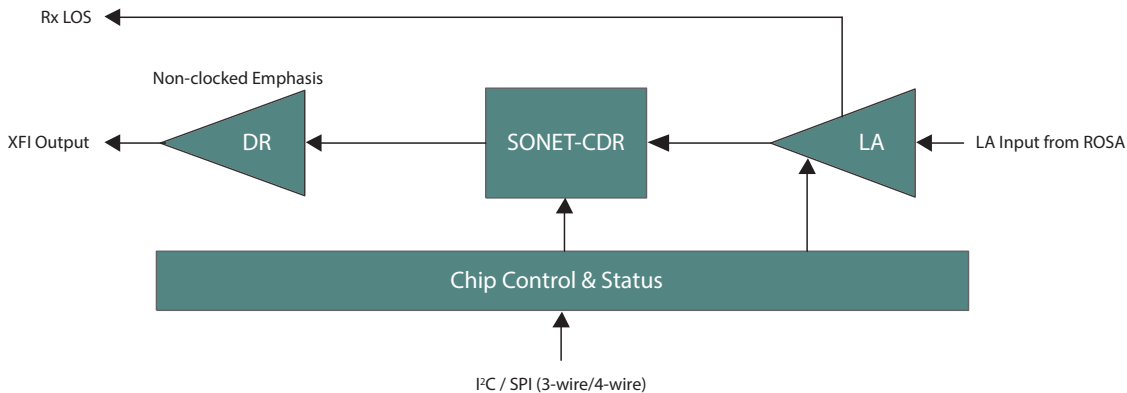 Rx LOS
Non-clocked Emphasis
XFI Output
DR
SONET-CDR
LA
LA Input from ROSA
Chip Control & Status
I²C / SPI (3-wire/4-wire)